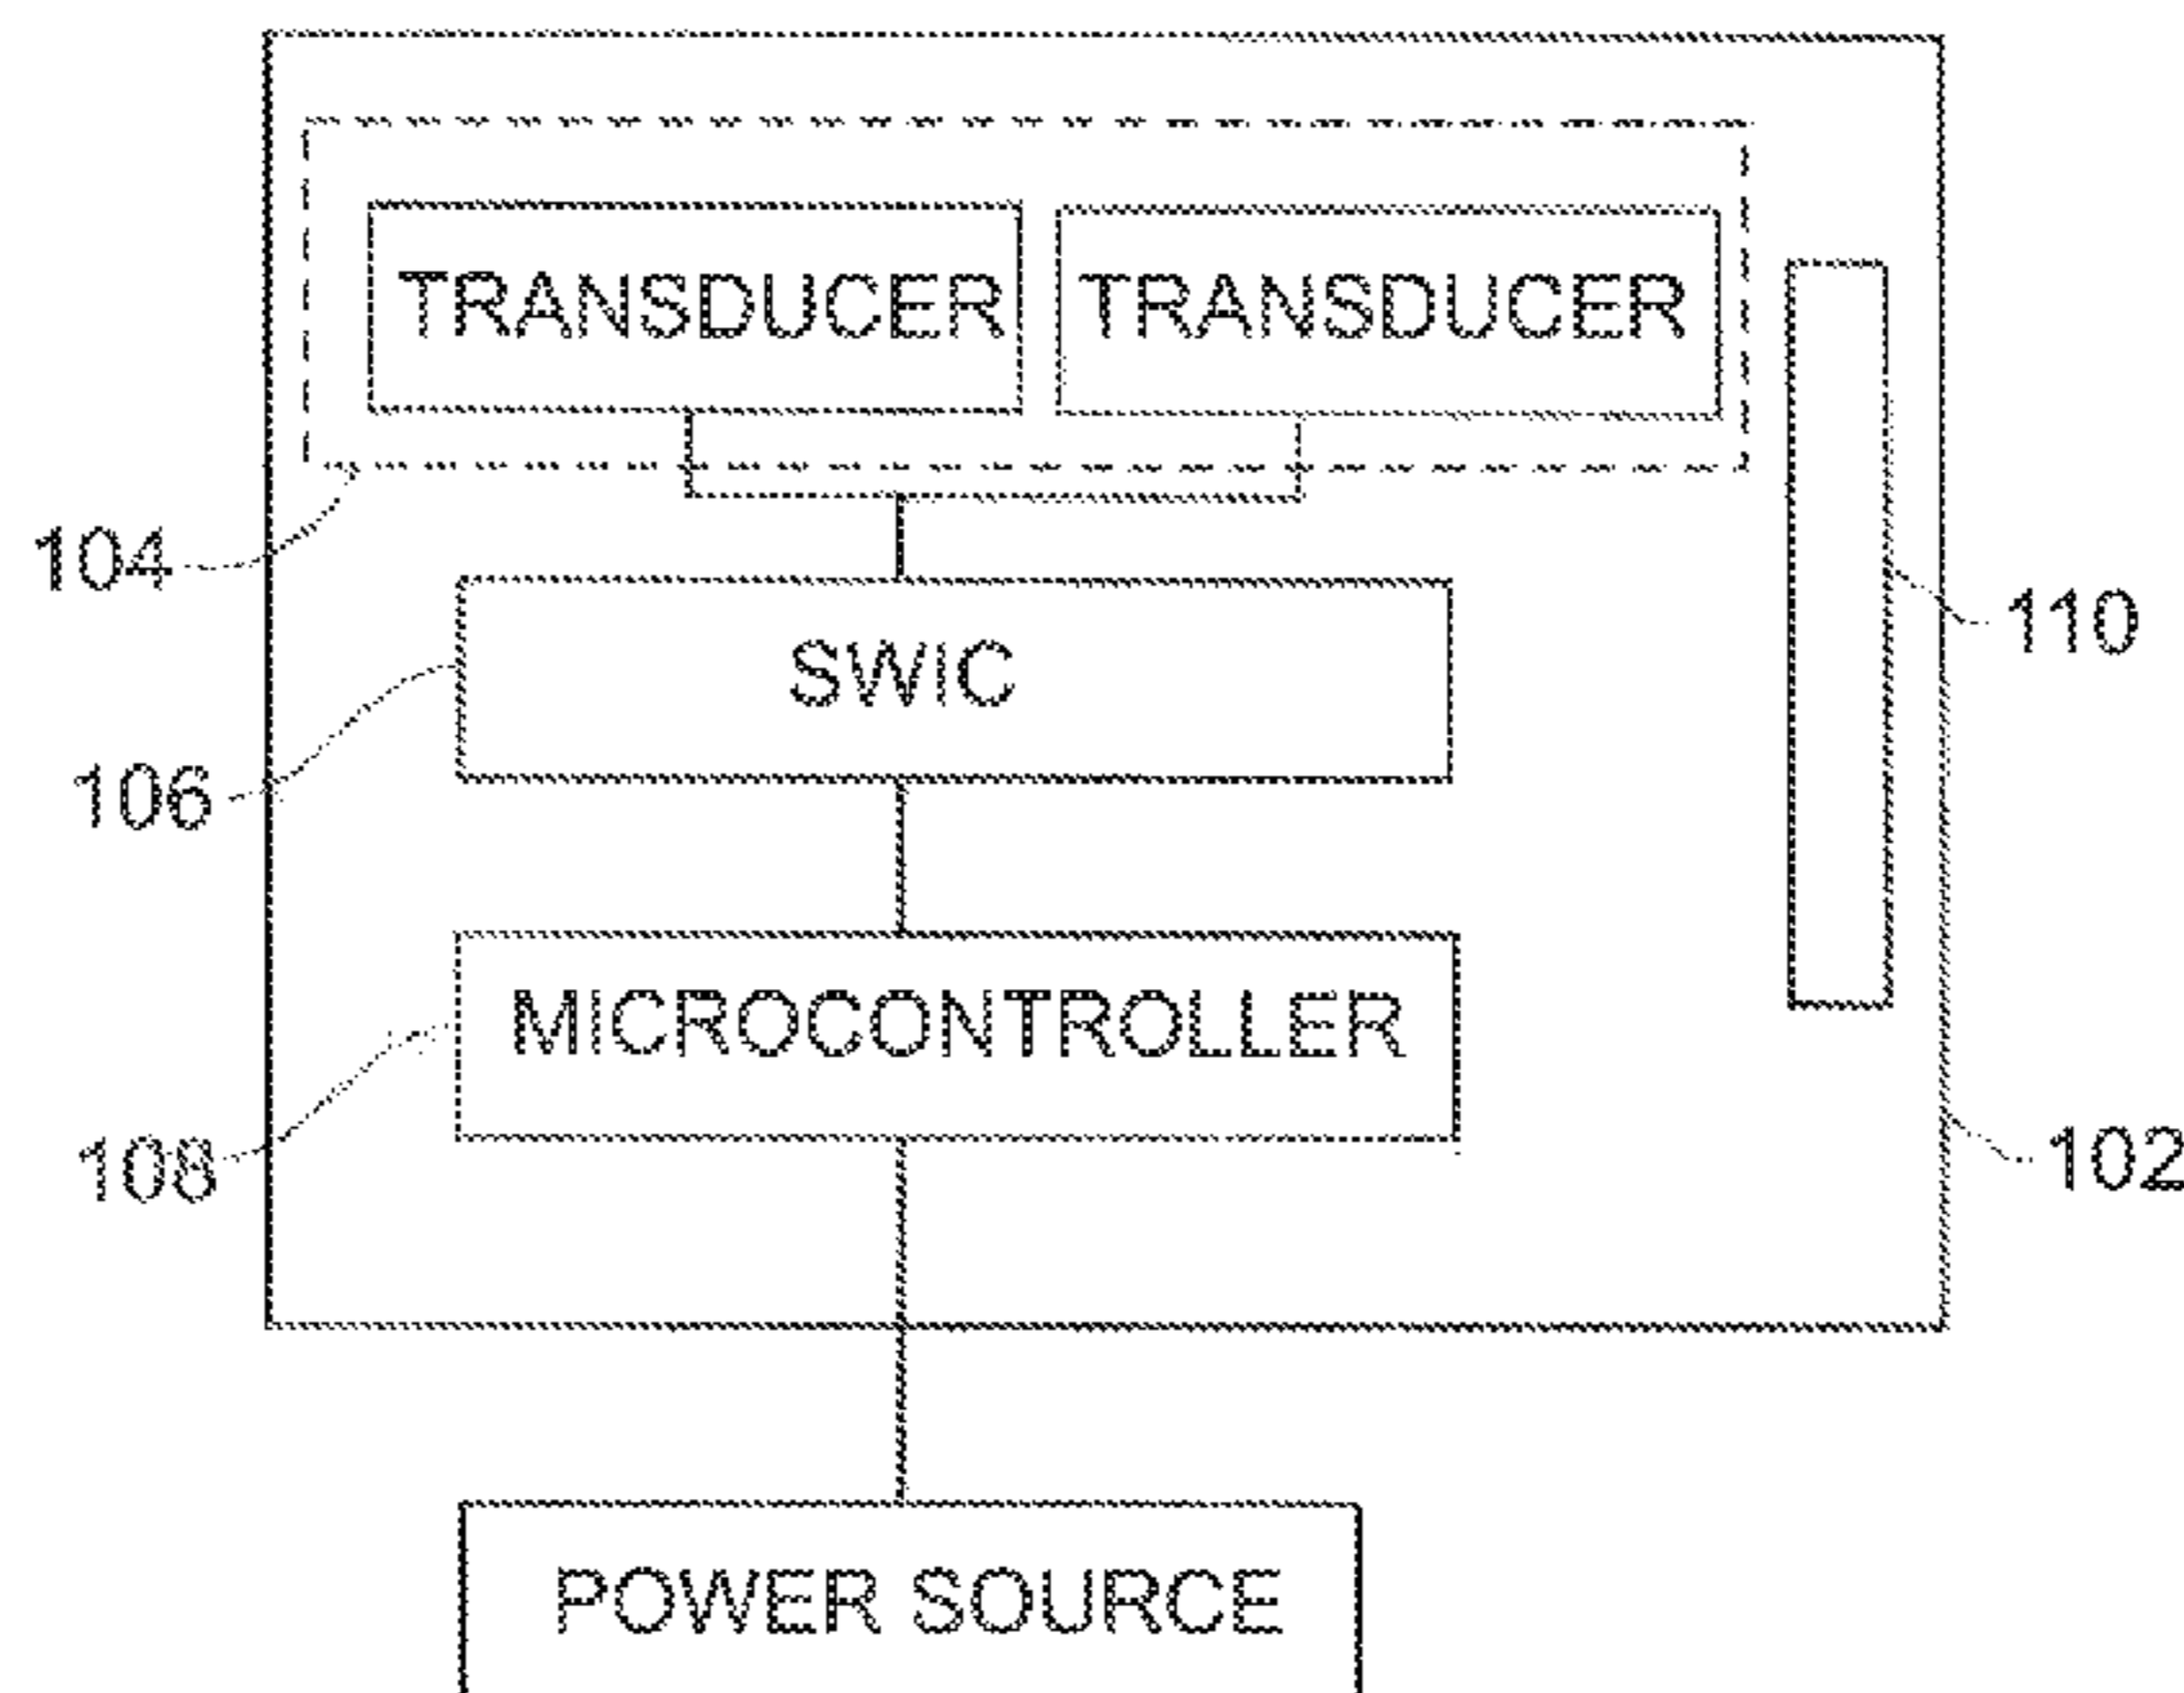 TRANSDUCER TRANSDUCER
104
110
SWIC
106
MICROCONTROLLER
108
102
POWER SOURCE